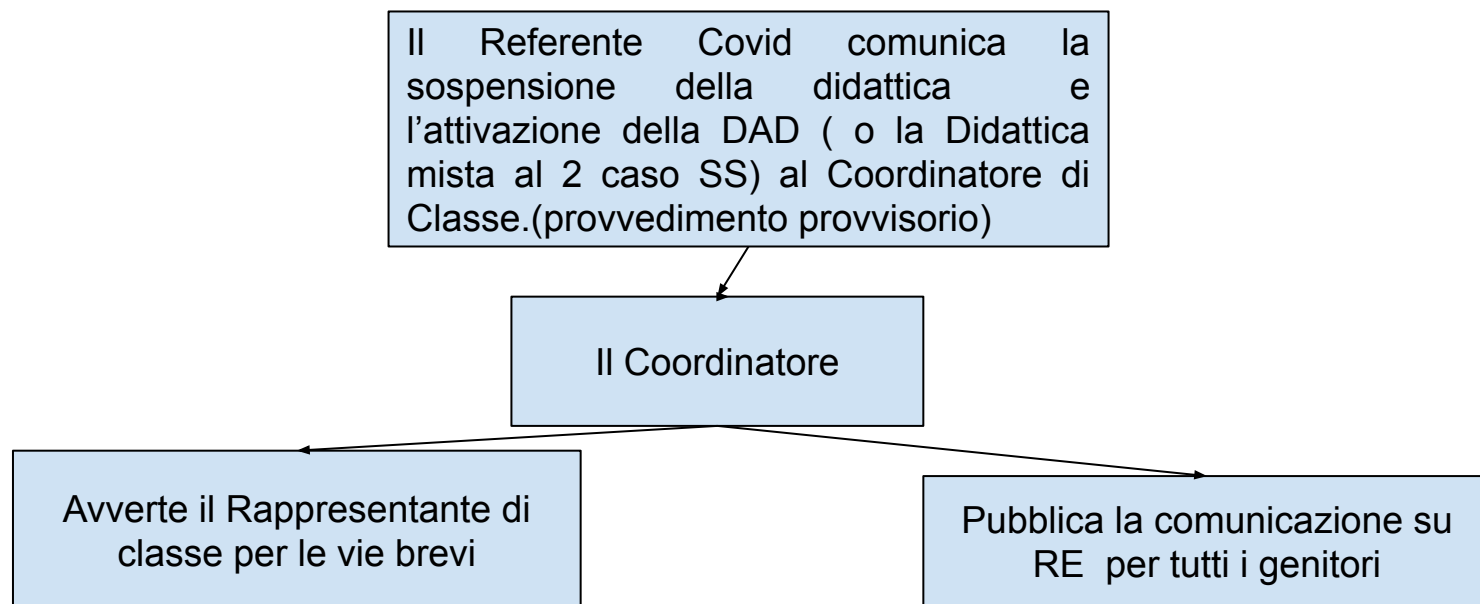 Il Referente Covid comunica la
sospensione della didattica e
l’attivazione della DAD ( o la Didattica
mista al 2 caso SS) al Coordinatore di
Classe.(provvedimento provvisorio)
Il Coordinatore
Avverte il Rappresentante di
classe per le vie brevi
Pubblica la comunicazione su
RE per tutti i genitori